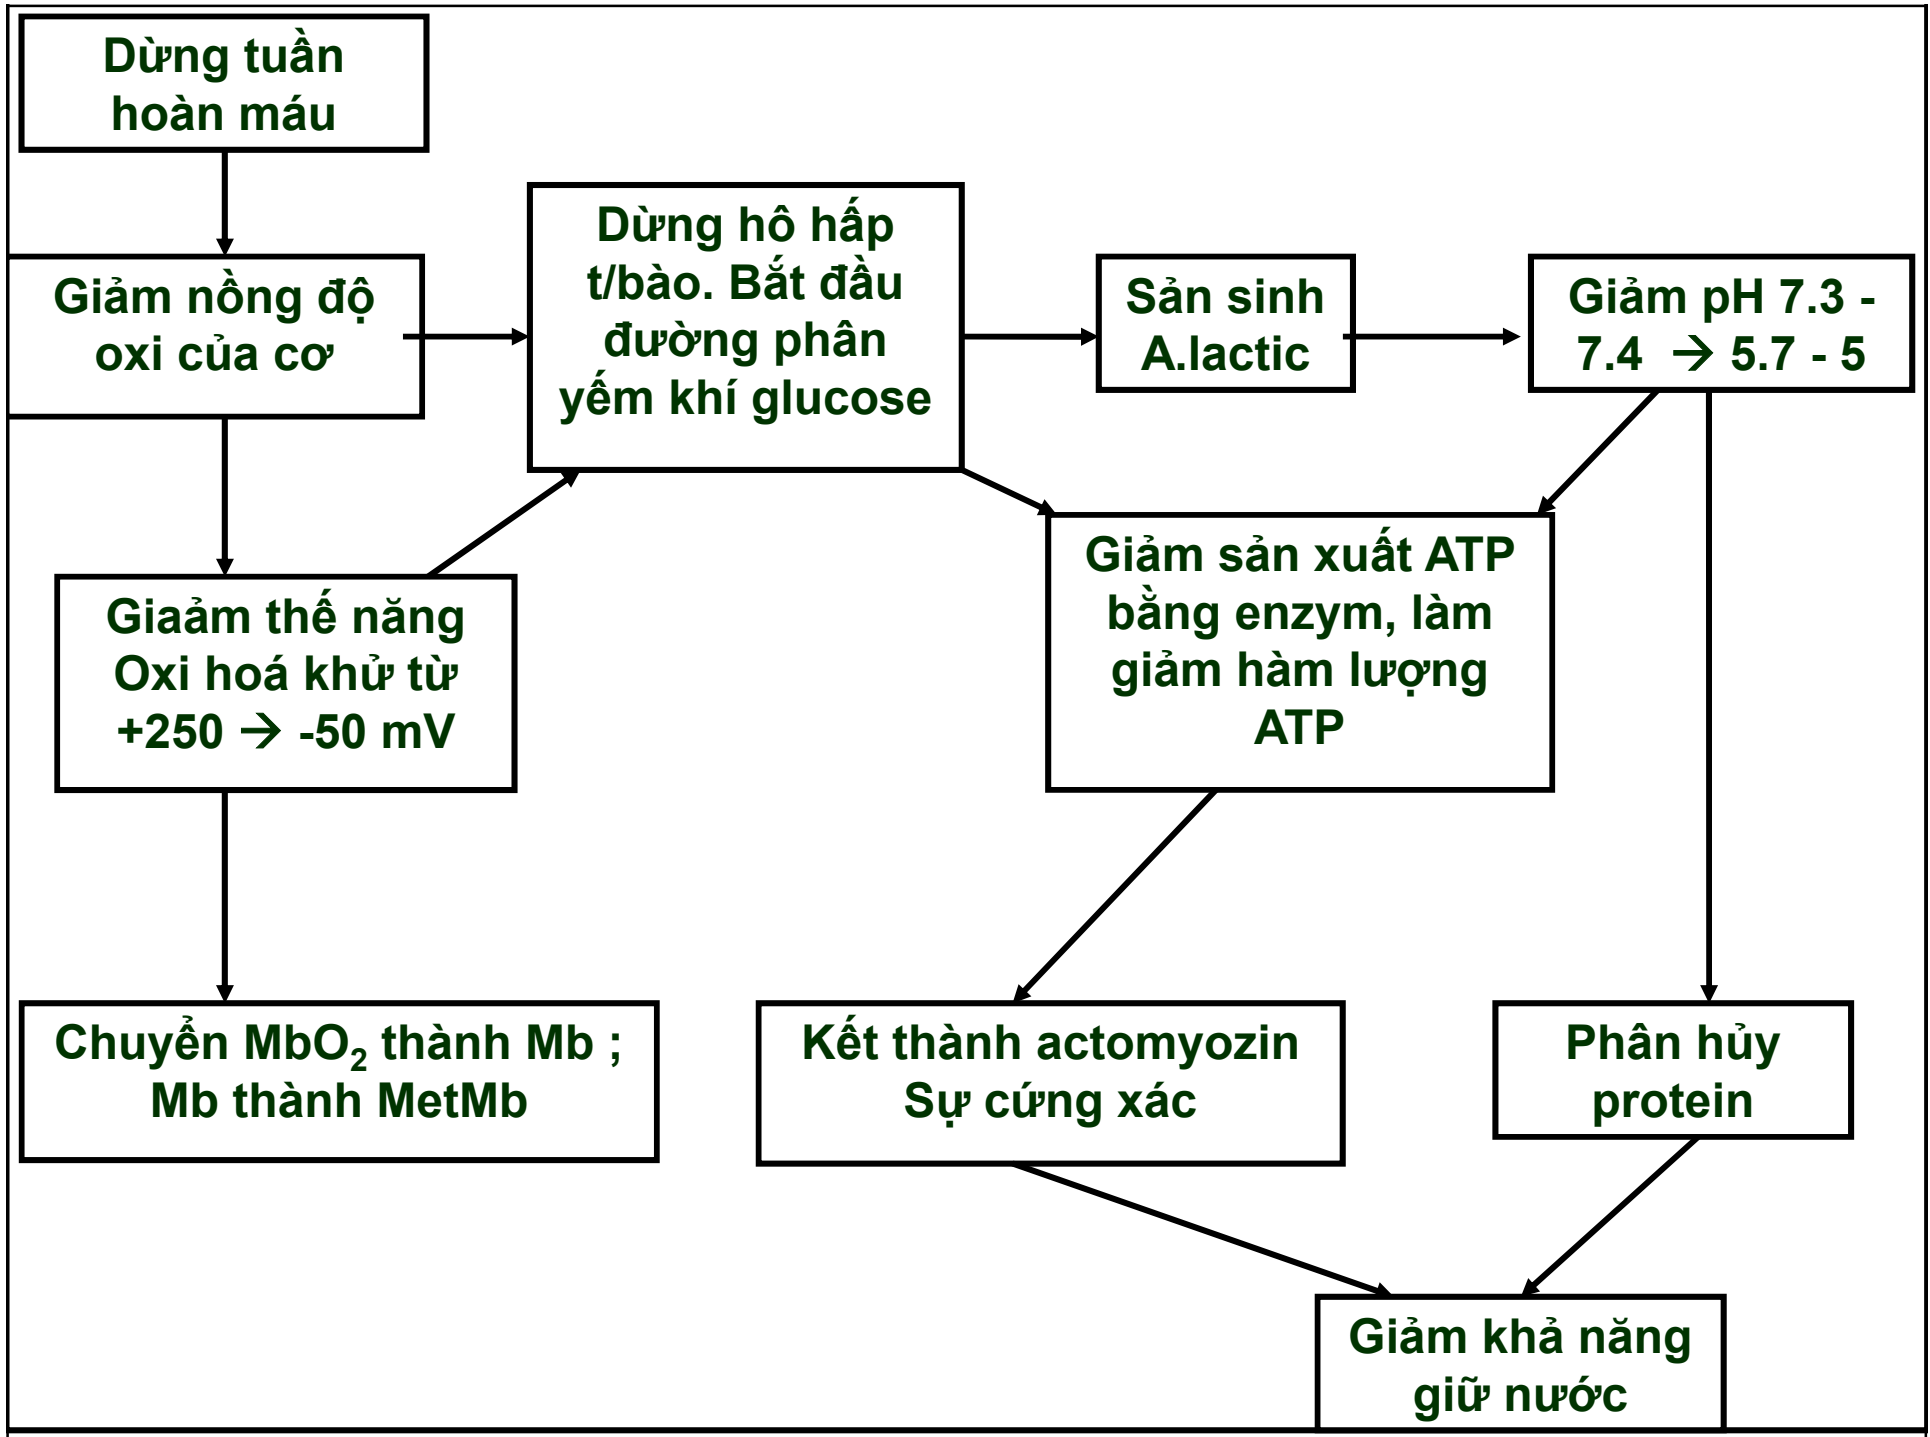 Dừng tuần
hoàn máu
Giảm nồng độ
oxi của cơ
Dừng hô hấp
t/bào. Bắt đầu
đường phân
yếm khí glucose
Sản sinh
A.lactic
Giảm pH 7.3 -
7.4 → 5.7 - 5
Giaảm thế năng
Oxi hoá khử từ
+250 → -50 mV
Giảm sản xuất ATP
bằng enzym, làm
giảm hàm lượng
ATP
Chuyển MbO₂ thành Mb ;
Mb thành MetMb
Kết thành actomyozin
Sự cứng xác
Phân hủy
protein
Giảm khả năng
giữ nước